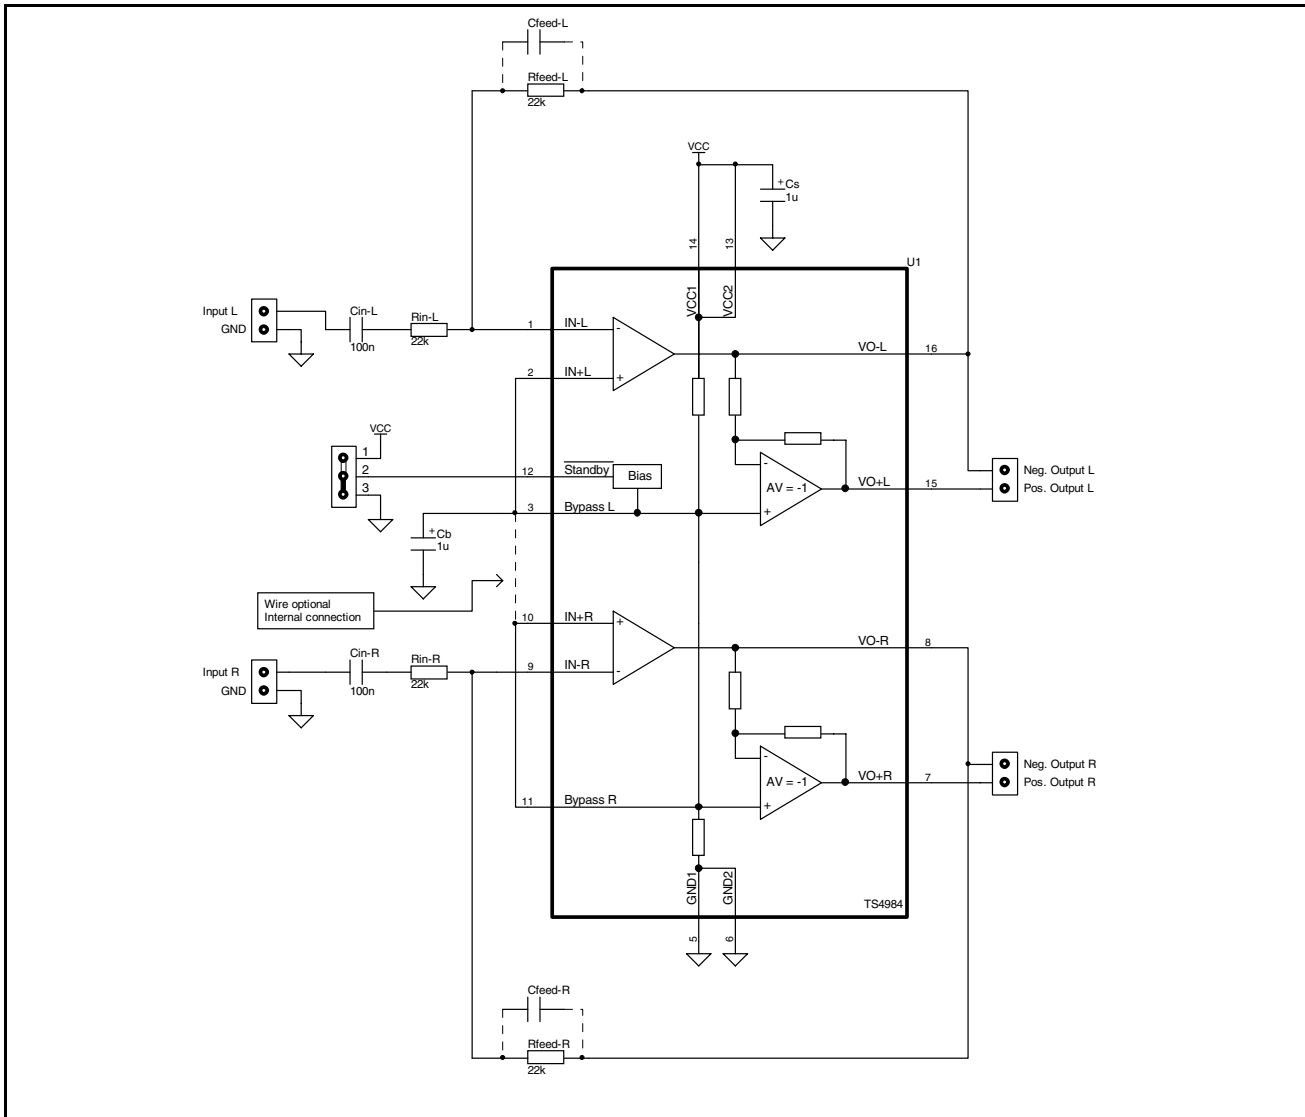 Cfeed-L
Rfeed-L
22k
VCC
+
Cs
1u
14
13
U1
VCC1
VCC2
Input L
GND
Cin-L
100n
Rin-L
22k
1
IN-L
-
VO-L
16
2
IN+L
+
VCC
1
2
3
12
Standby
Bias
-
AV = -1
+
VO+L
15
Neg. Output L
Pos. Output L
3
Bypass L
+
Cb
1u
Wire optional
Internal connection
10
IN+R
+
VO-R
8
Input R
GND
Cin-R
100n
Rin-R
22k
9
IN-R
-
-
AV = -1
+
VO+R
7
Neg. Output R
Pos. Output R
11
Bypass R
GND1
GND2
TS4984
5
6
Cfeed-R
Rfeed-R
22k